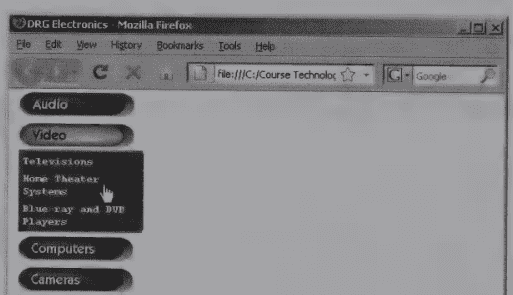 DRG Electronics - Mozilla Firefox
File Edit View History Bookmarks Tools Help
file:///C:/Course Technolog
G Google
Audio
Video
Televisions
Home Theater
Systems
Blue-ray and DVD
Players
Computers
Cameras